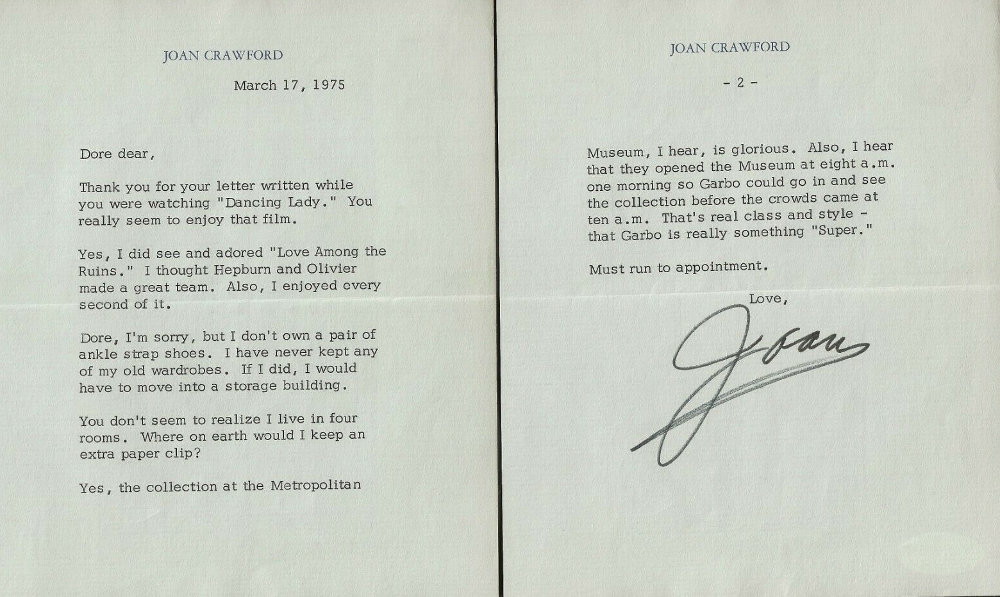 JOAN CRAWFORD
March 17, 1975
Dore dear,
Thank you for your letter written while
you were watching "Dancing Lady." You
really seem to enjoy that film.
Yes, I did see and adored "Love Among the
Ruins." I thought Hepburn and Olivier
made a great team. Also, I enjoyed every
second of it.
Dore, I'm sorry, but I don't own a pair of
ankle strap shoes. I have never kept any
of my old wardrobes. If I did, I would
have to move into a storage building.
You don't seem to realize I live in four
rooms. Where on earth would I keep an
extra paper clip?
Yes, the collection at the Metropolitan
JOAN CRAWFORD
- 2 -
Museum, I hear, is glorious. Also, I hear
that they opened the Museum at eight a.m.
one morning so Garbo could go in and see
the collection before the crowds came at
ten a.m. That's real class and style -
that Garbo is really something "Super."
Must run to appointment.
Love,
Joan